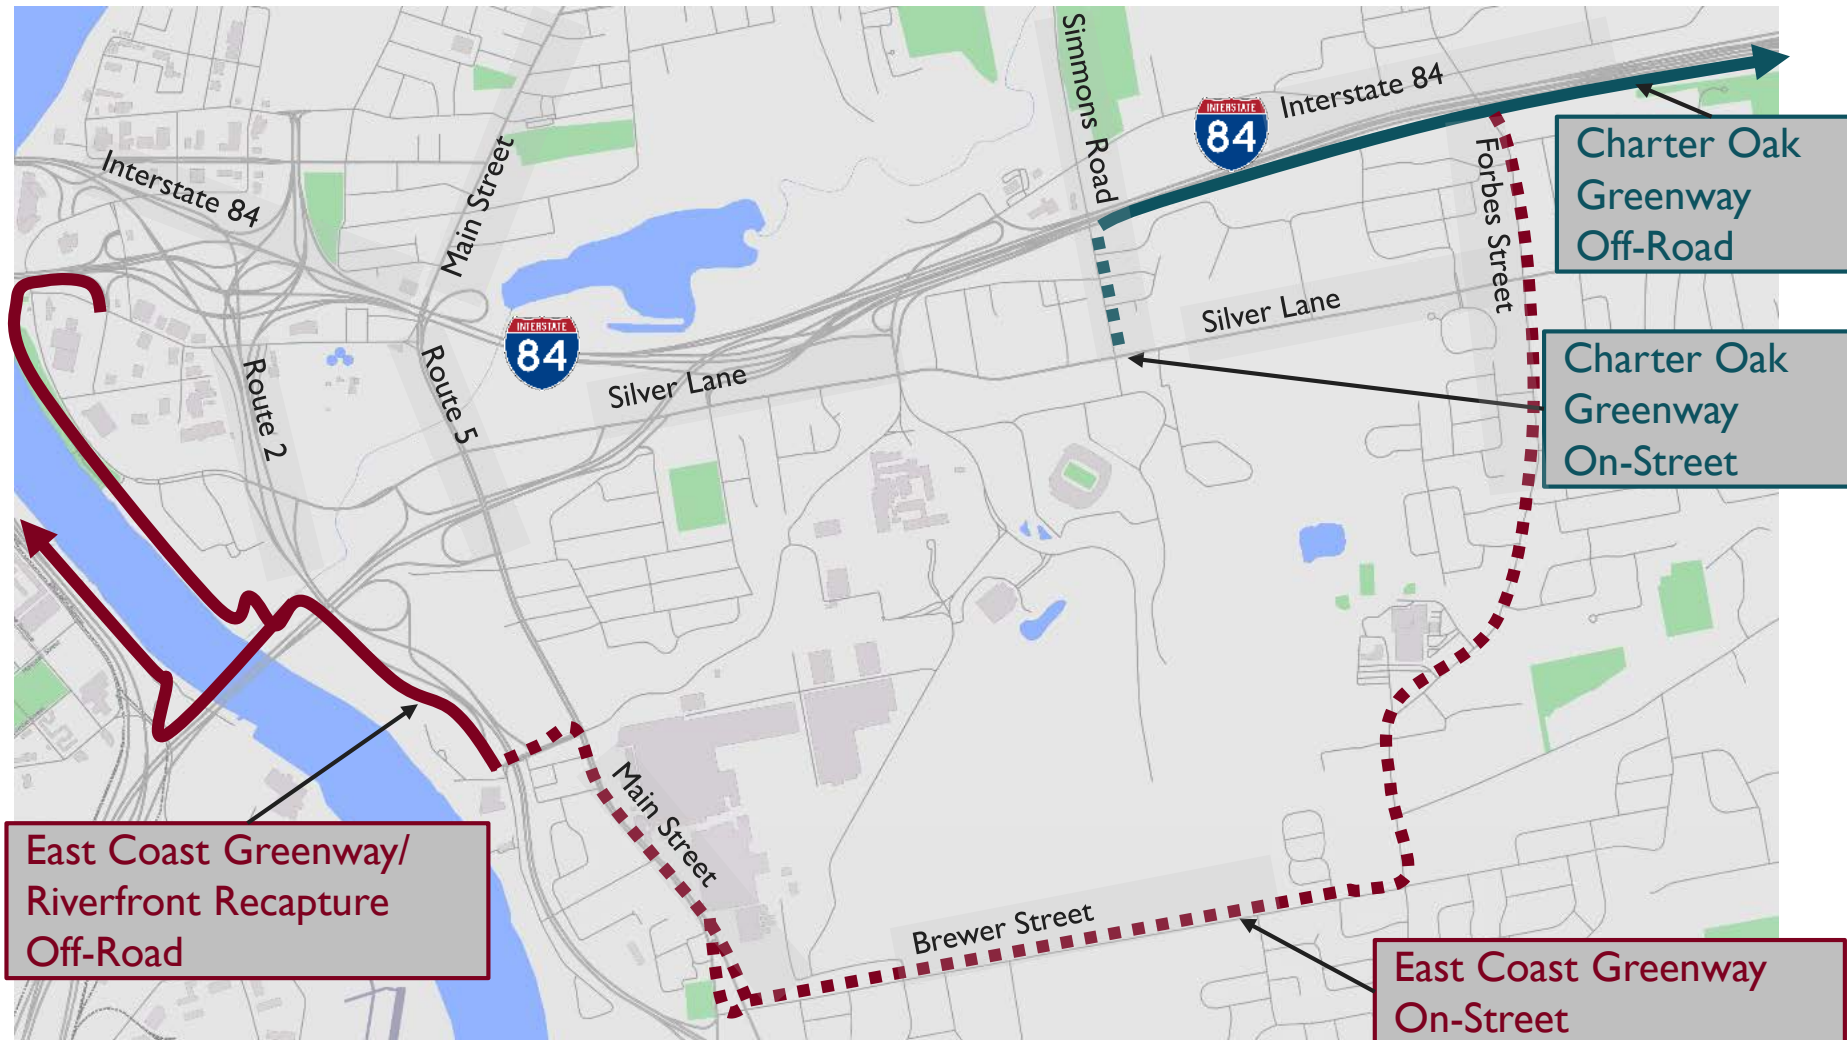 Simmons Road
Interstate 84
INTERSTATE
84
Charter Oak
Greenway
Off-Road
Main Street
Interstate 84
Forbes Street
Silver Lane
INTERSTATE
84
Route 2
Route 5
Silver Lane
Charter Oak
Greenway
On-Street
Main Street
East Coast Greenway/
Riverfront Recapture
Off-Road
Brewer Street
East Coast Greenway
On-Street